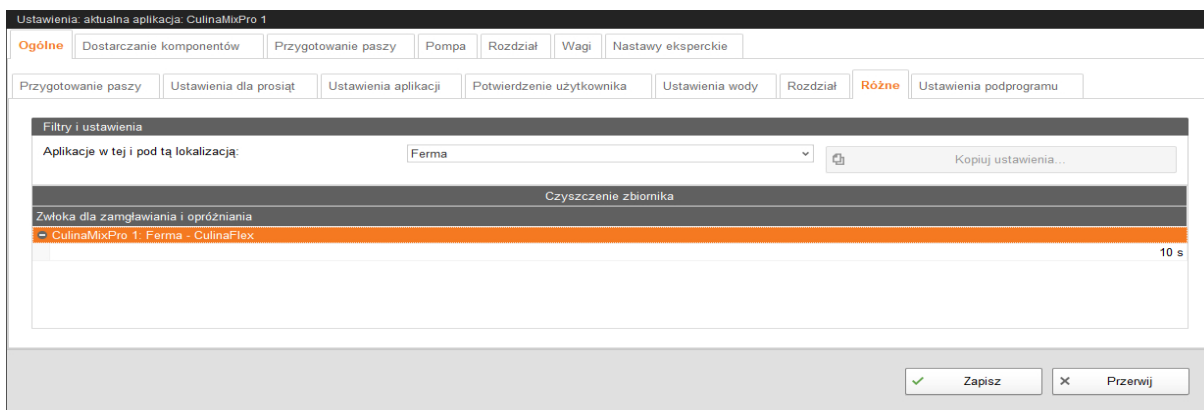 Ustawienia: aktualna aplikacja: CulinaMixPro 1
Ogólne Dostarczanie komponentów Przygotowanie paszy Pompa Rozdział Wagi Nastawy eksperckie
Przygotowanie paszy Ustawienia dla prosiąt Ustawienia aplikacji Potwierdzenie użytkownika Ustawienia wody Rozdział Różne Ustawienia podprogramu
Filtry i ustawienia
Aplikacje w tej i pod tą lokalizacją: Ferma Kopiuj ustawienia...
Czyszczenie zbiornika
Zwłoka dla zamgławiania i opróżniania
CulinaMixPro 1: Ferma - CulinaFlex
10 s
Zapisz Przerwij